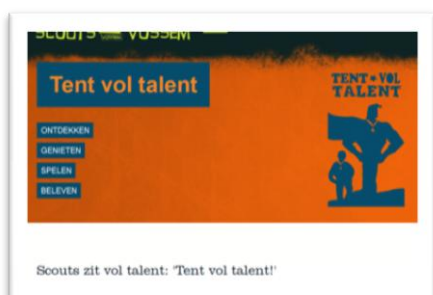 SCOUTS VOSSEM
Tent vol talent
TENT • VOL
TALENT
ONTDEKKEN
GENIETEN
SPELEN
BELEVEN
Scouts zit vol talent: 'Tent vol talent!'